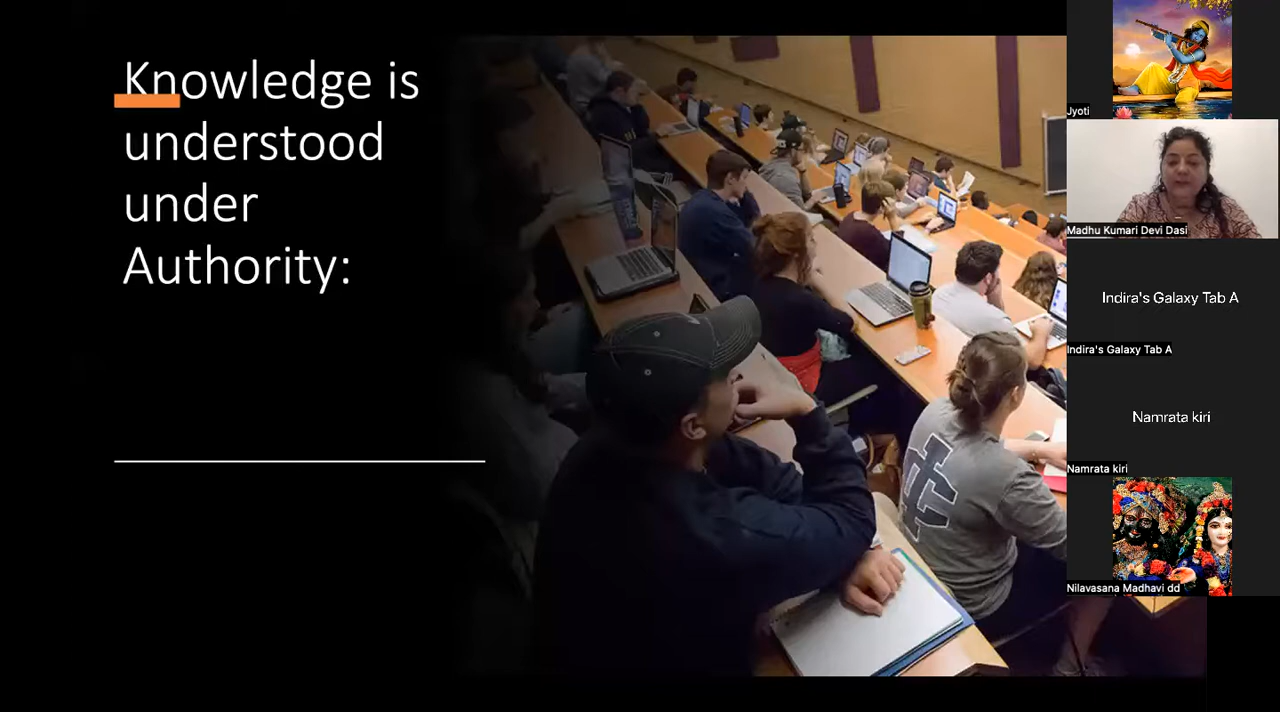 Knowledge is
understood
under
Authority:
Jyoti
Madhu Kumari Devi Dasi
Indira's Galaxy Tab A
Indira's Galaxy Tab A
Namrata kiri
Namrata kiri
Nilavasana Madhavi dd